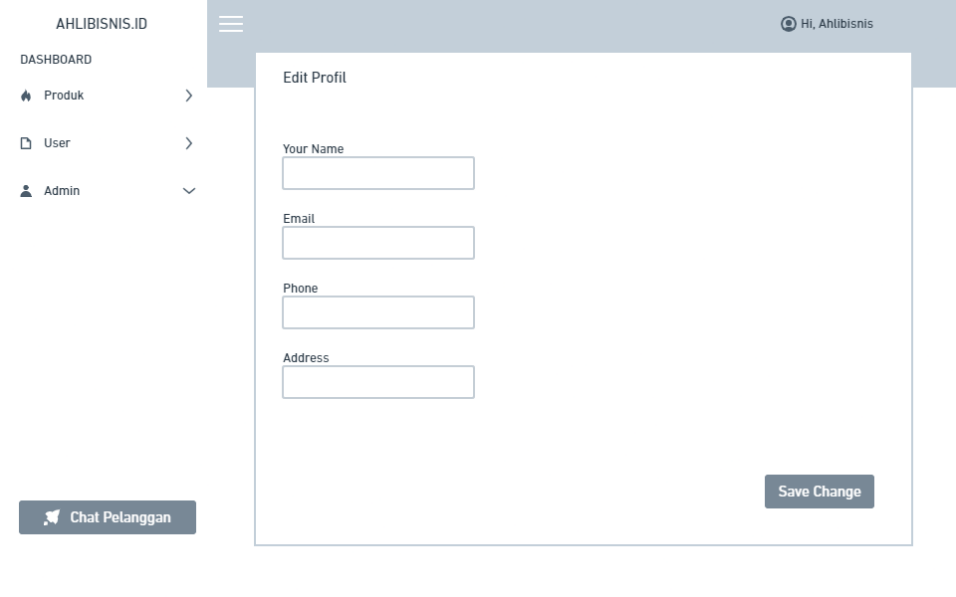 AHLIBISNIS.ID
Hi, Ahlibisnis
DASHBOARD
Produk
User
Admin
Chat Pelanggan
Edit Profil
Your Name
Email
Phone
Address
Save Change